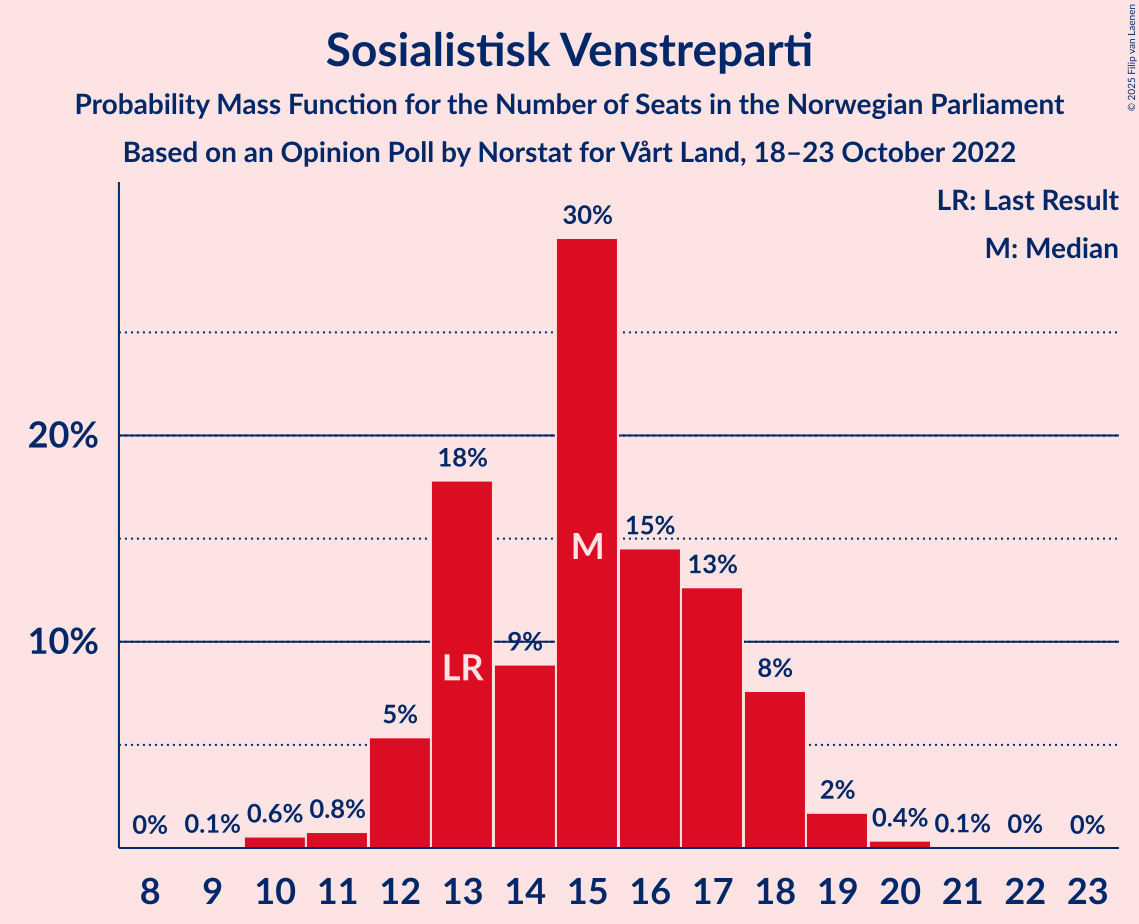 Sosialistisk Venstreparti
Probability Mass Function for the Number of Seats in the Norwegian Parliament
Based on an Opinion Poll by Norstat for Vårt Land, 18–23 October 2022
© 2025 Filip van Laenen
LR: Last Result
M: Median
20%
10%
0%
0.1%
0.6%
0.8%
5%
18%
9%
30%
15%
13%
8%
2%
0.4%
0.1%
0%
0%
LR
M
8 9 10 11 12 13 14 15 16 17 18 19 20 21 22 23